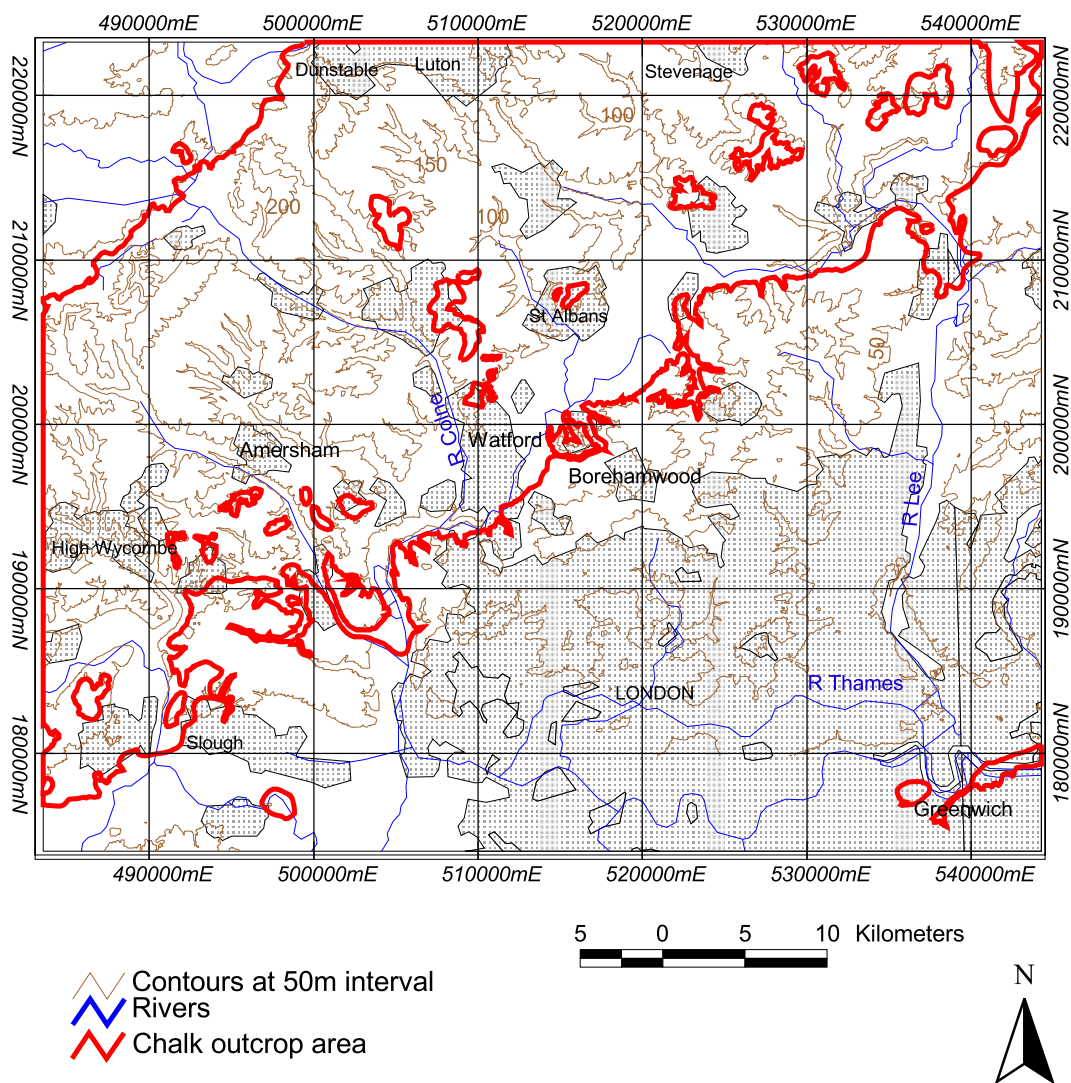 490000mE 500000mE 510000mE 520000mE 530000mE 540000mE
220000mN
210000mN
200000mN
190000mN
180000mN
220000mN
210000mN
200000mN
190000mN
180000mN
Dunstable
Luton
Stevenage
100
150
200
100
St Albans
50
R Colne
Amersham
Watford
Borehamwood
R Lee
High Wycombe
LONDON
R Thames
Slough
Greenwich
490000mE 500000mE 510000mE 520000mE 530000mE 540000mE
5 0 5 10 Kilometers
Contours at 50m interval
Rivers
Chalk outcrop area
N